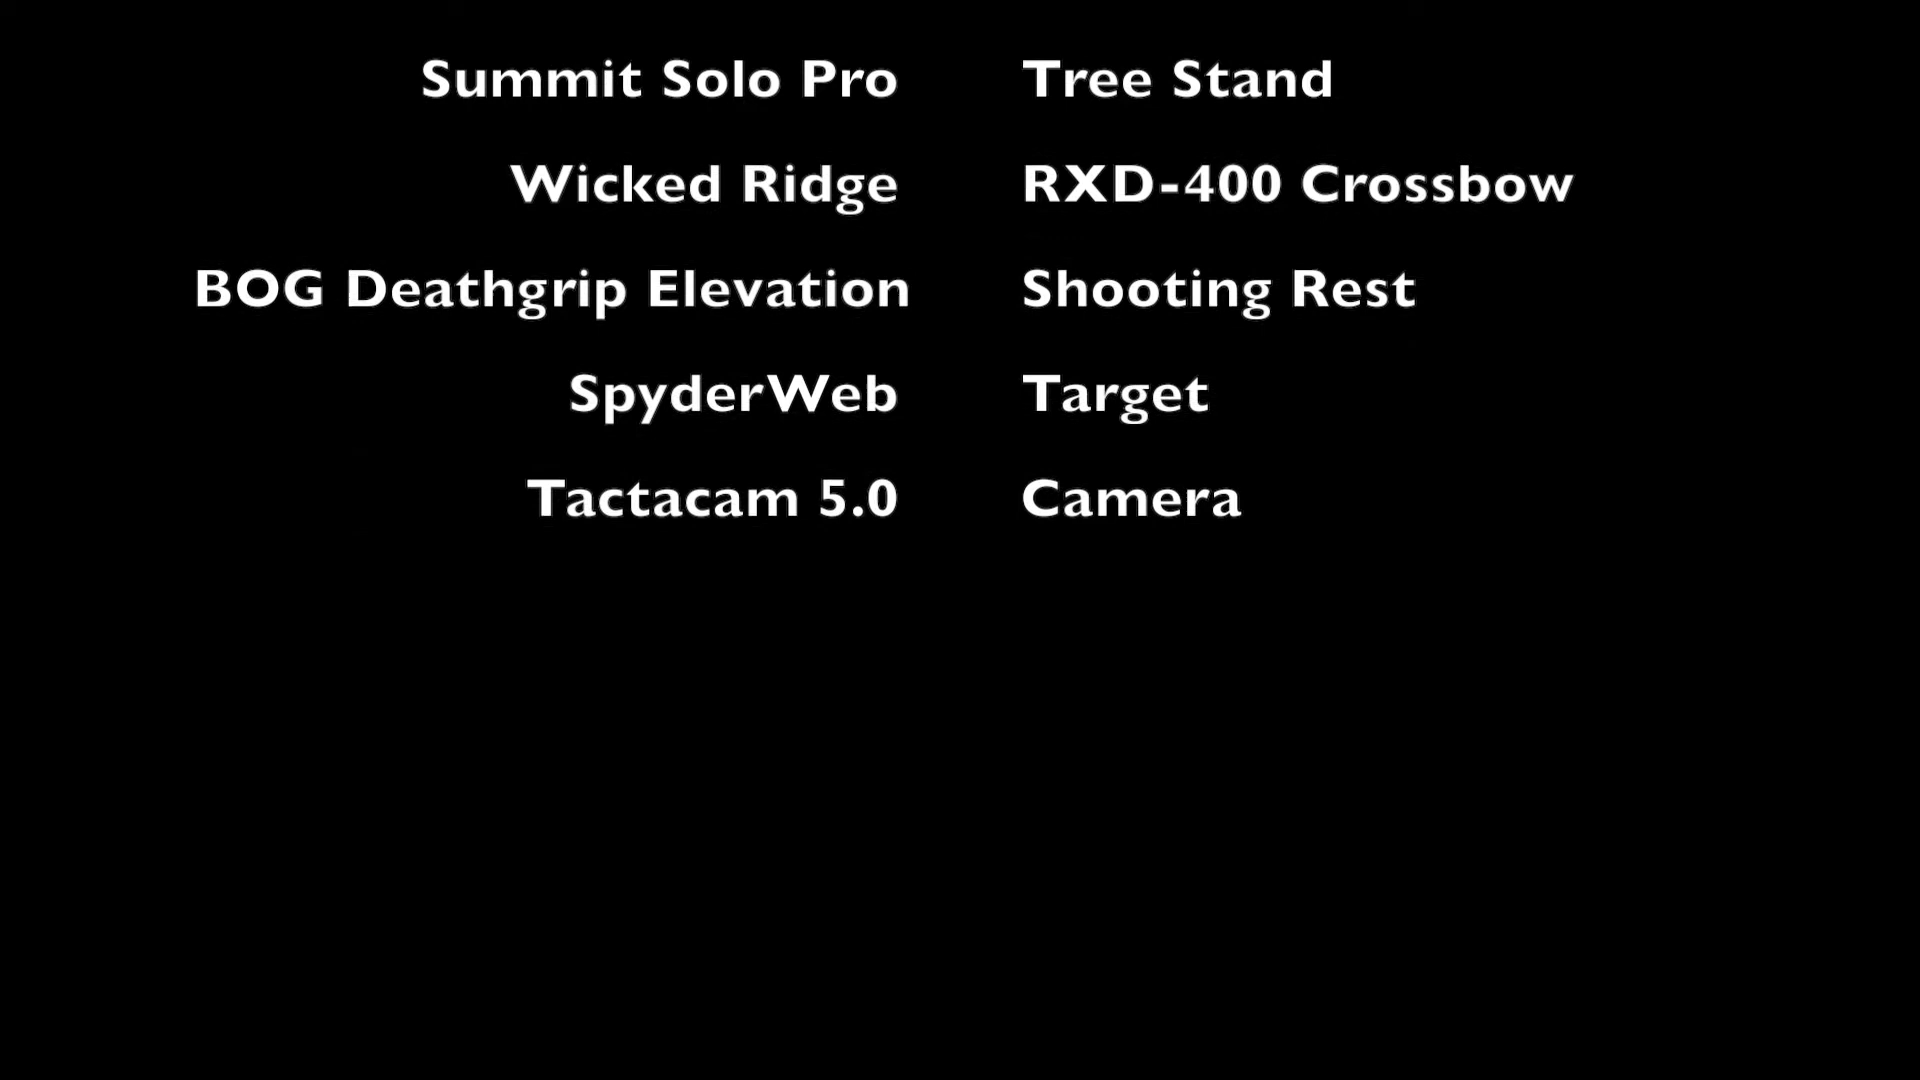 Summit Solo Pro Tree Stand
Wicked Ridge RXD-400 Crossbow
BOG Deathgrip Elevation Shooting Rest
SpyderWeb Target
Tactacam 5.0 Camera